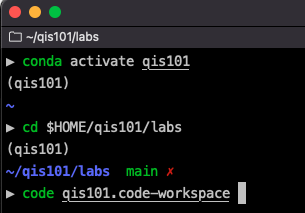 ~/qis101/labs
▶ conda activate qis101
(qis101)
~
▶ cd $HOME/qis101/labs
(qis101)
~/qis101/labs main ✗
▶ code qis101.code-workspace